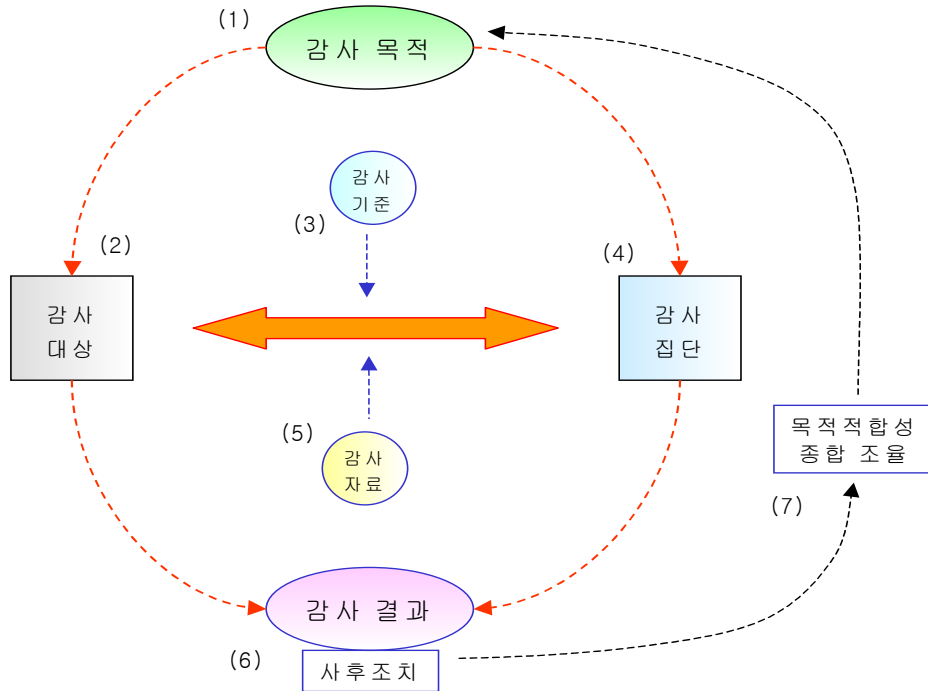 (1)
감사 목적
감사
기준
(3)
(2)
감사
대상
(4)
감사
집단
(5)
감사
자료
목적적합성
종합 조율
(7)
감사 결과
(6)
사후조치